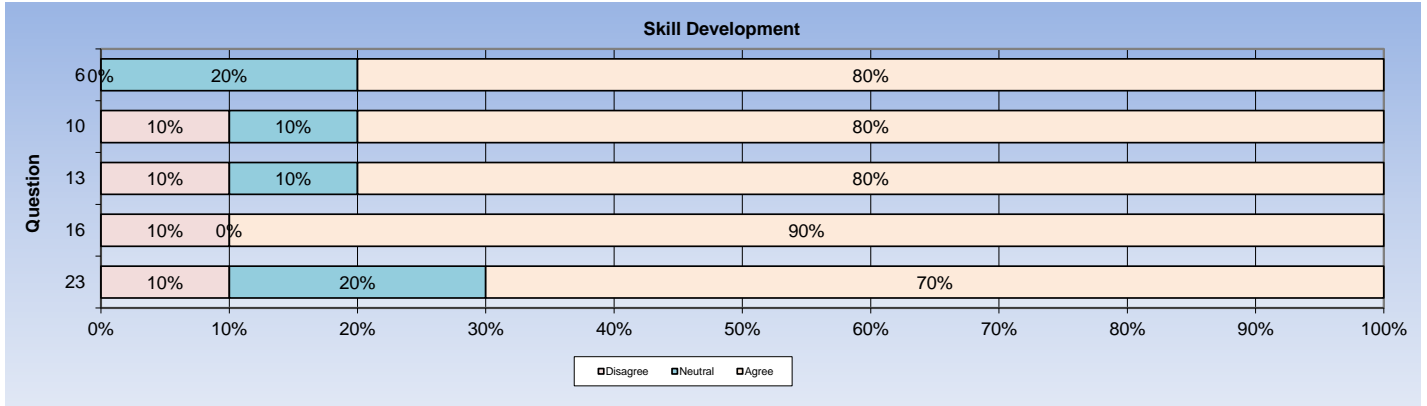 Skill Development
6 0% 20% 80%
10 10% 10% 80%
13 10% 10% 80%
16 10% 0% 90%
23 10% 20% 70%
Question
0% 10% 20% 30% 40% 50% 60% 70% 80% 90% 100%
Disagree Neutral Agree